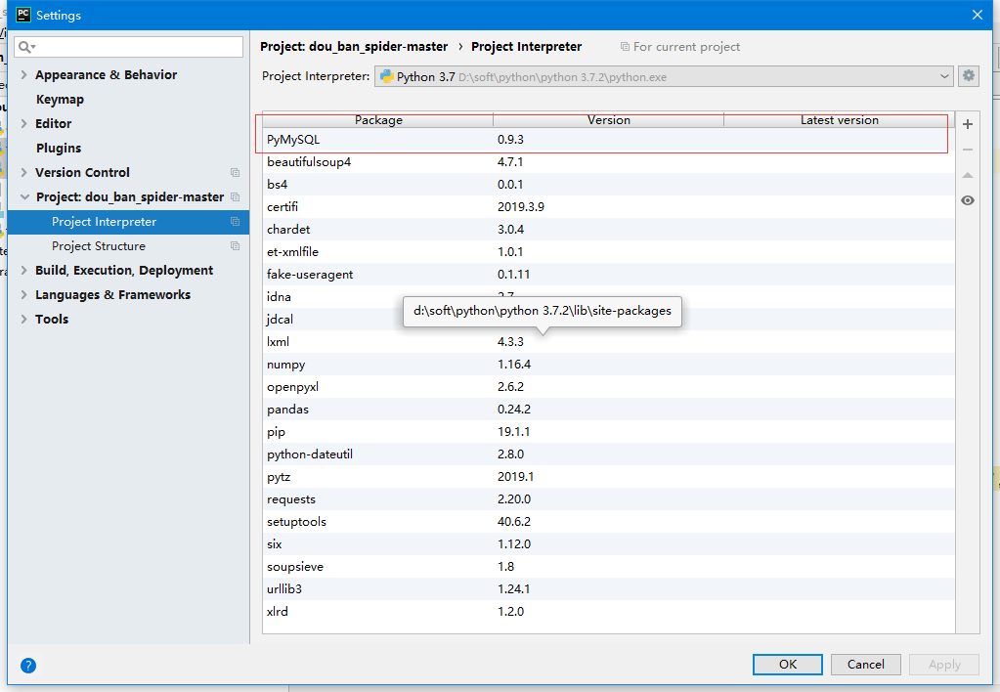 PC Settings
Project: dou_ban_spider-master › Project Interpreter For current project
Project Interpreter: Python 3.7 D:\soft\python\python 3.7.2\python.exe
Appearance & Behavior
Keymap
Editor
Plugins
Version Control
Project: dou_ban_spider-master
Project Interpreter
Project Structure
Build, Execution, Deployment
Languages & Frameworks
Tools
Package Version Latest version
PyMySQL 0.9.3
beautifulsoup4 4.7.1
bs4 0.0.1
certifi 2019.3.9
chardet 3.0.4
et-xmlfile 1.0.1
fake-useragent 0.1.11
idna
d:\soft\python\python 3.7.2\lib\site-packages
jdcal
lxml 4.3.3
numpy 1.16.4
openpyxl 2.6.2
pandas 0.24.2
pip 19.1.1
python-dateutil 2.8.0
pytz 2019.1
requests 2.20.0
setuptools 40.6.2
six 1.12.0
soupsieve 1.8
urllib3 1.24.1
xlrd 1.2.0
? OK Cancel Apply